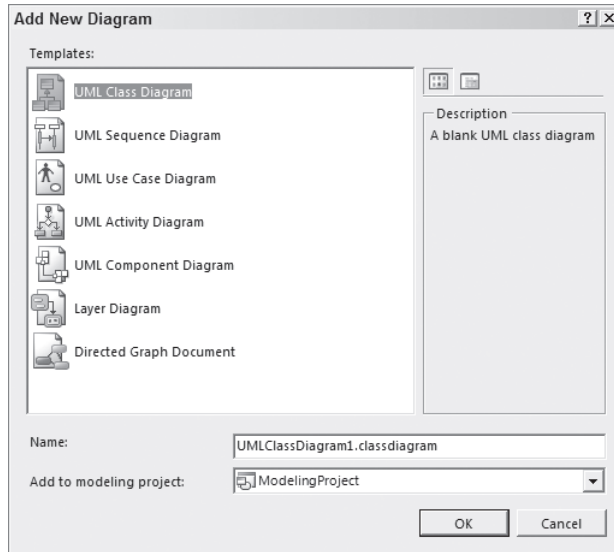 Add New Diagram
Templates:
UML Class Diagram
UML Sequence Diagram
UML Use Case Diagram
UML Activity Diagram
UML Component Diagram
Layer Diagram
Directed Graph Document
Description
A blank UML class diagram
Name:
UMLClassDiagram1.classdiagram
Add to modeling project:
ModelingProject
OK
Cancel